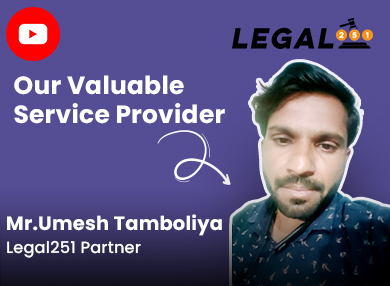 LEGAL 251
Our Valuable
Service Provider
Mr.Umesh Tamboliya
Legal251 Partner